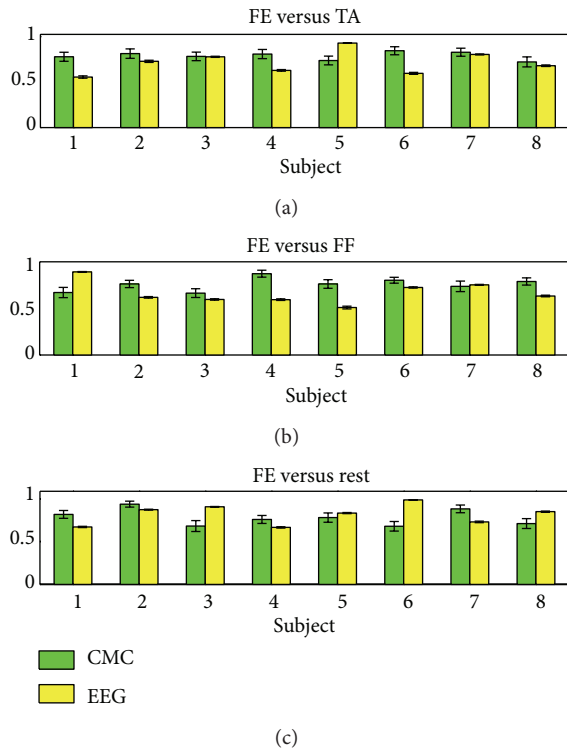 FE versus TA
1
0.5
0
1 2 3 4 5 6 7 8
Subject
(a)
FE versus FF
1
0.5
0
1 2 3 4 5 6 7 8
Subject
(b)
FE versus rest
1
0.5
0
1 2 3 4 5 6 7 8
Subject
CMC
EEG
(c)